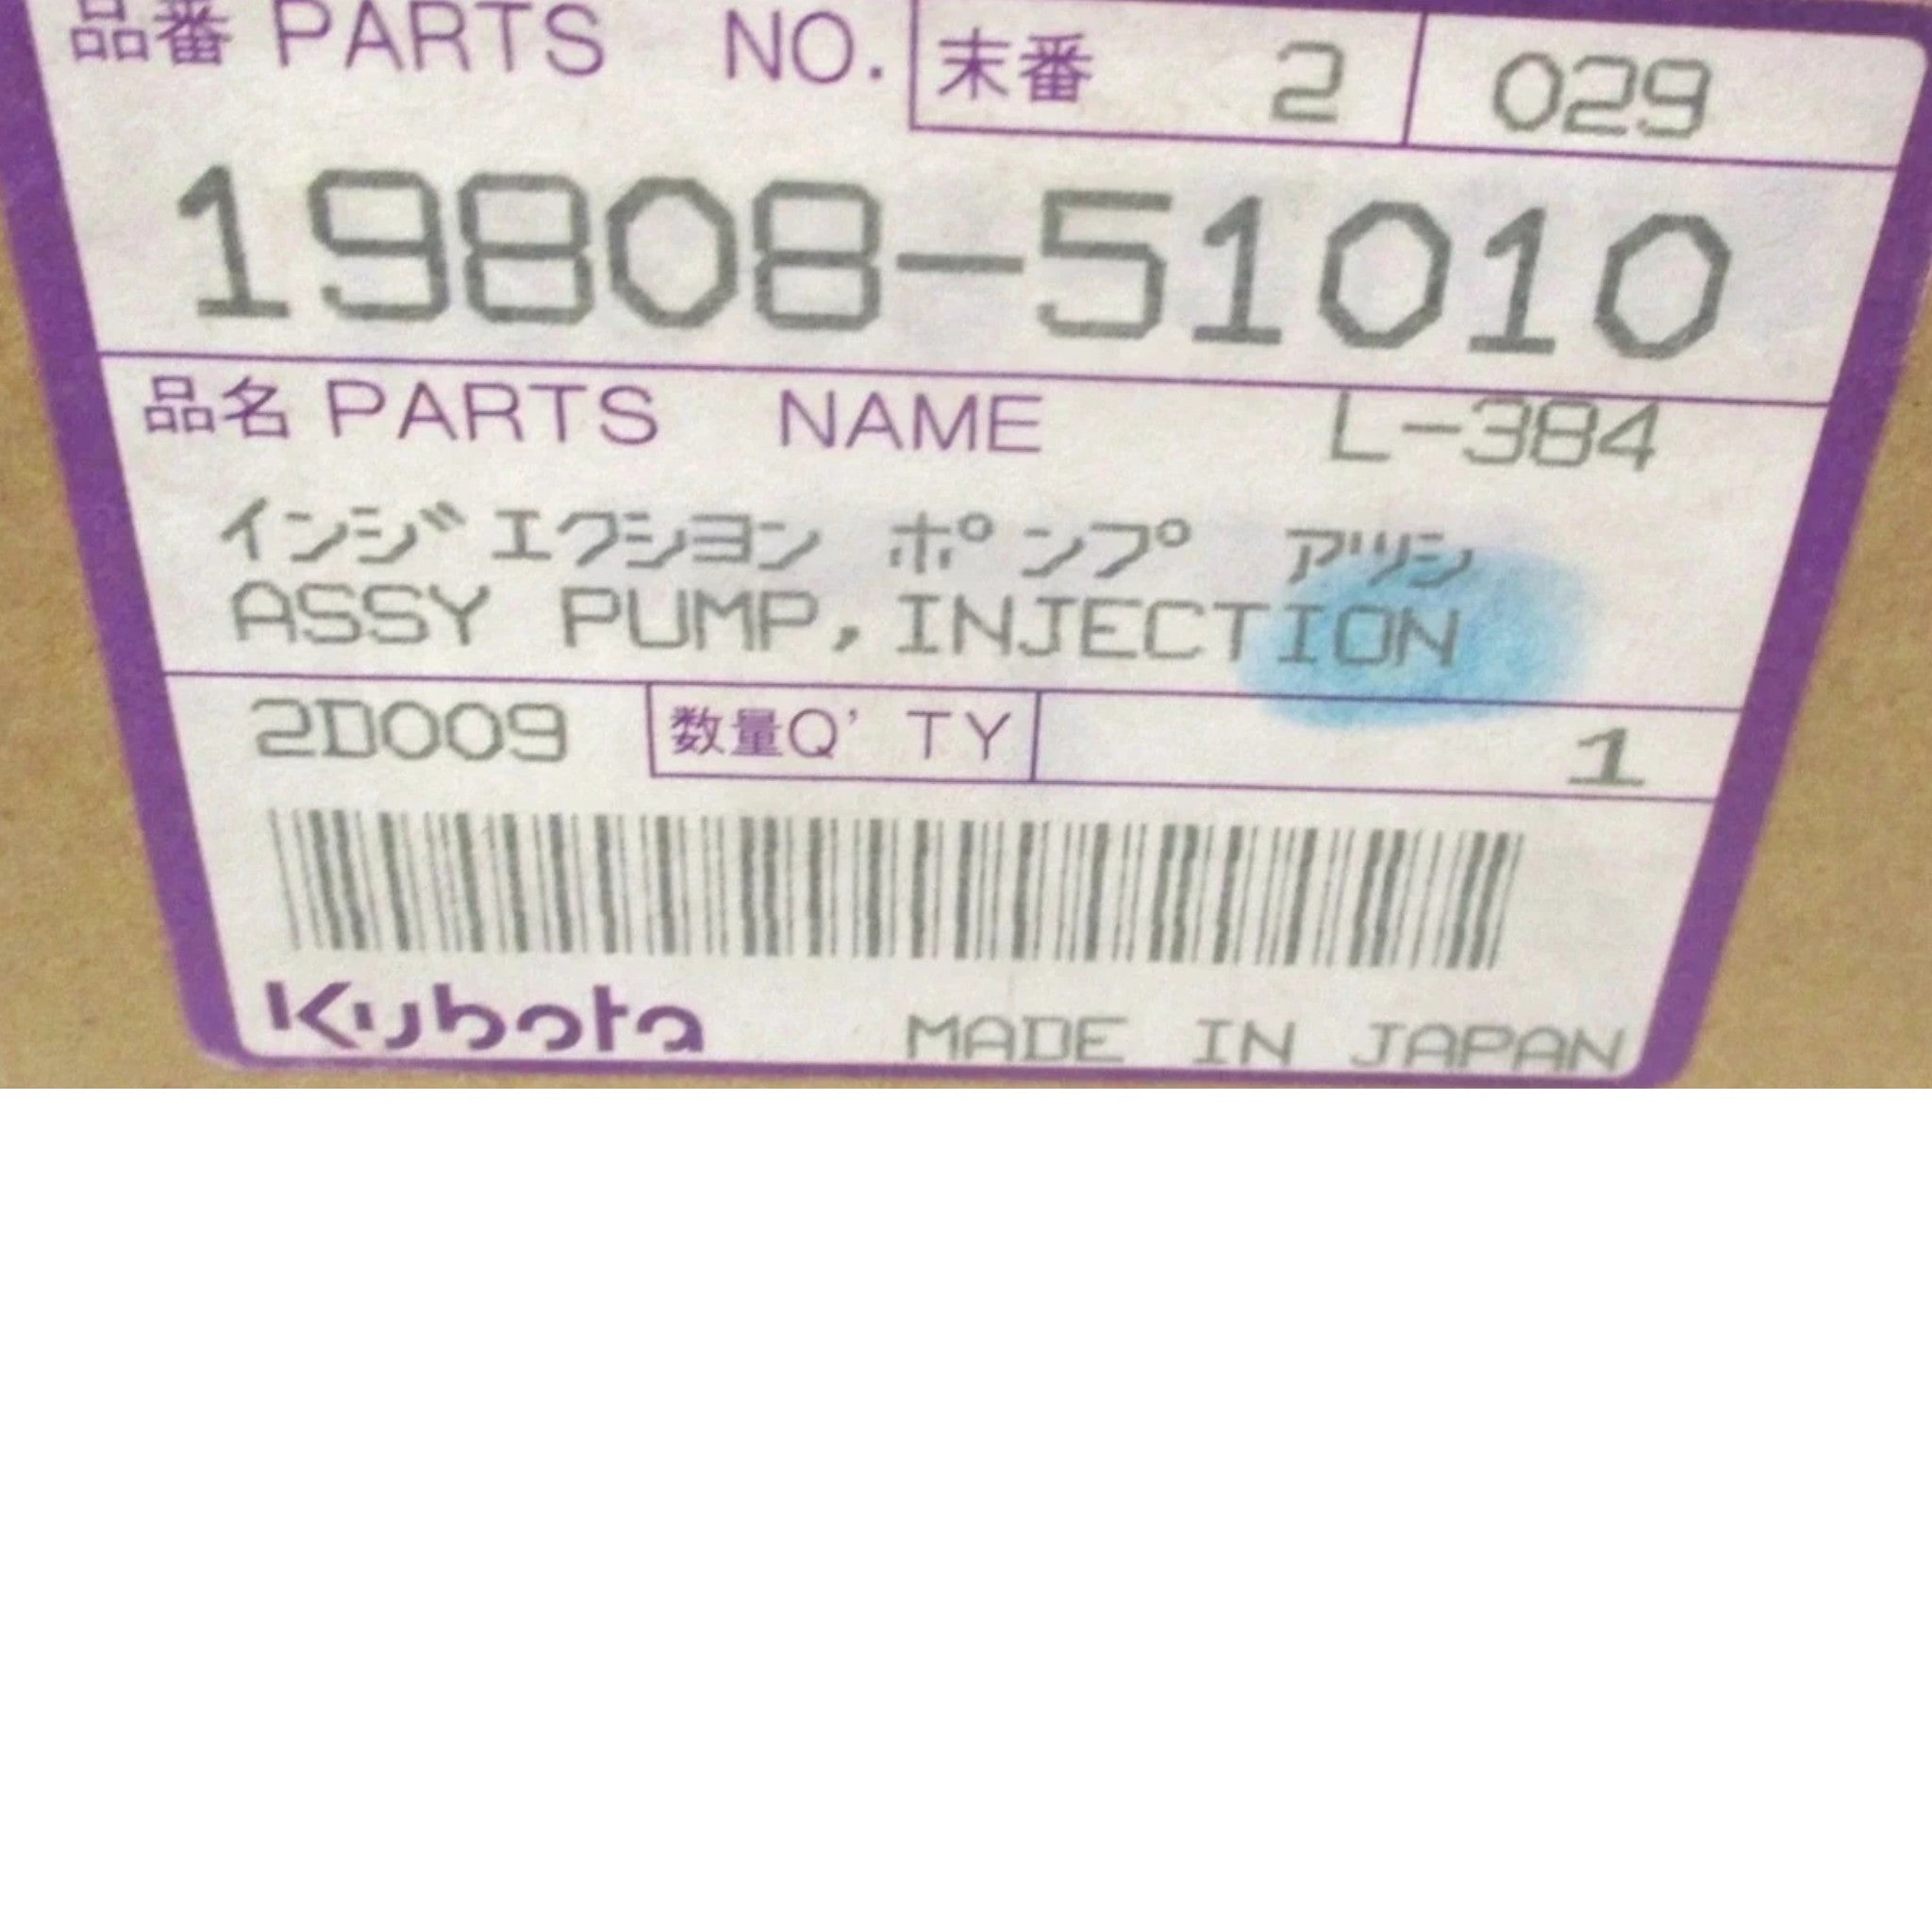 品番 PARTS NO. 末番 2 029
19808-51010
品名 PARTS NAME L-384
インジェクシヨン ポンプ アツシ
ASSY PUMP,INJECTION
2D009 数量Q'TY 1
Kubota MADE IN JAPAN